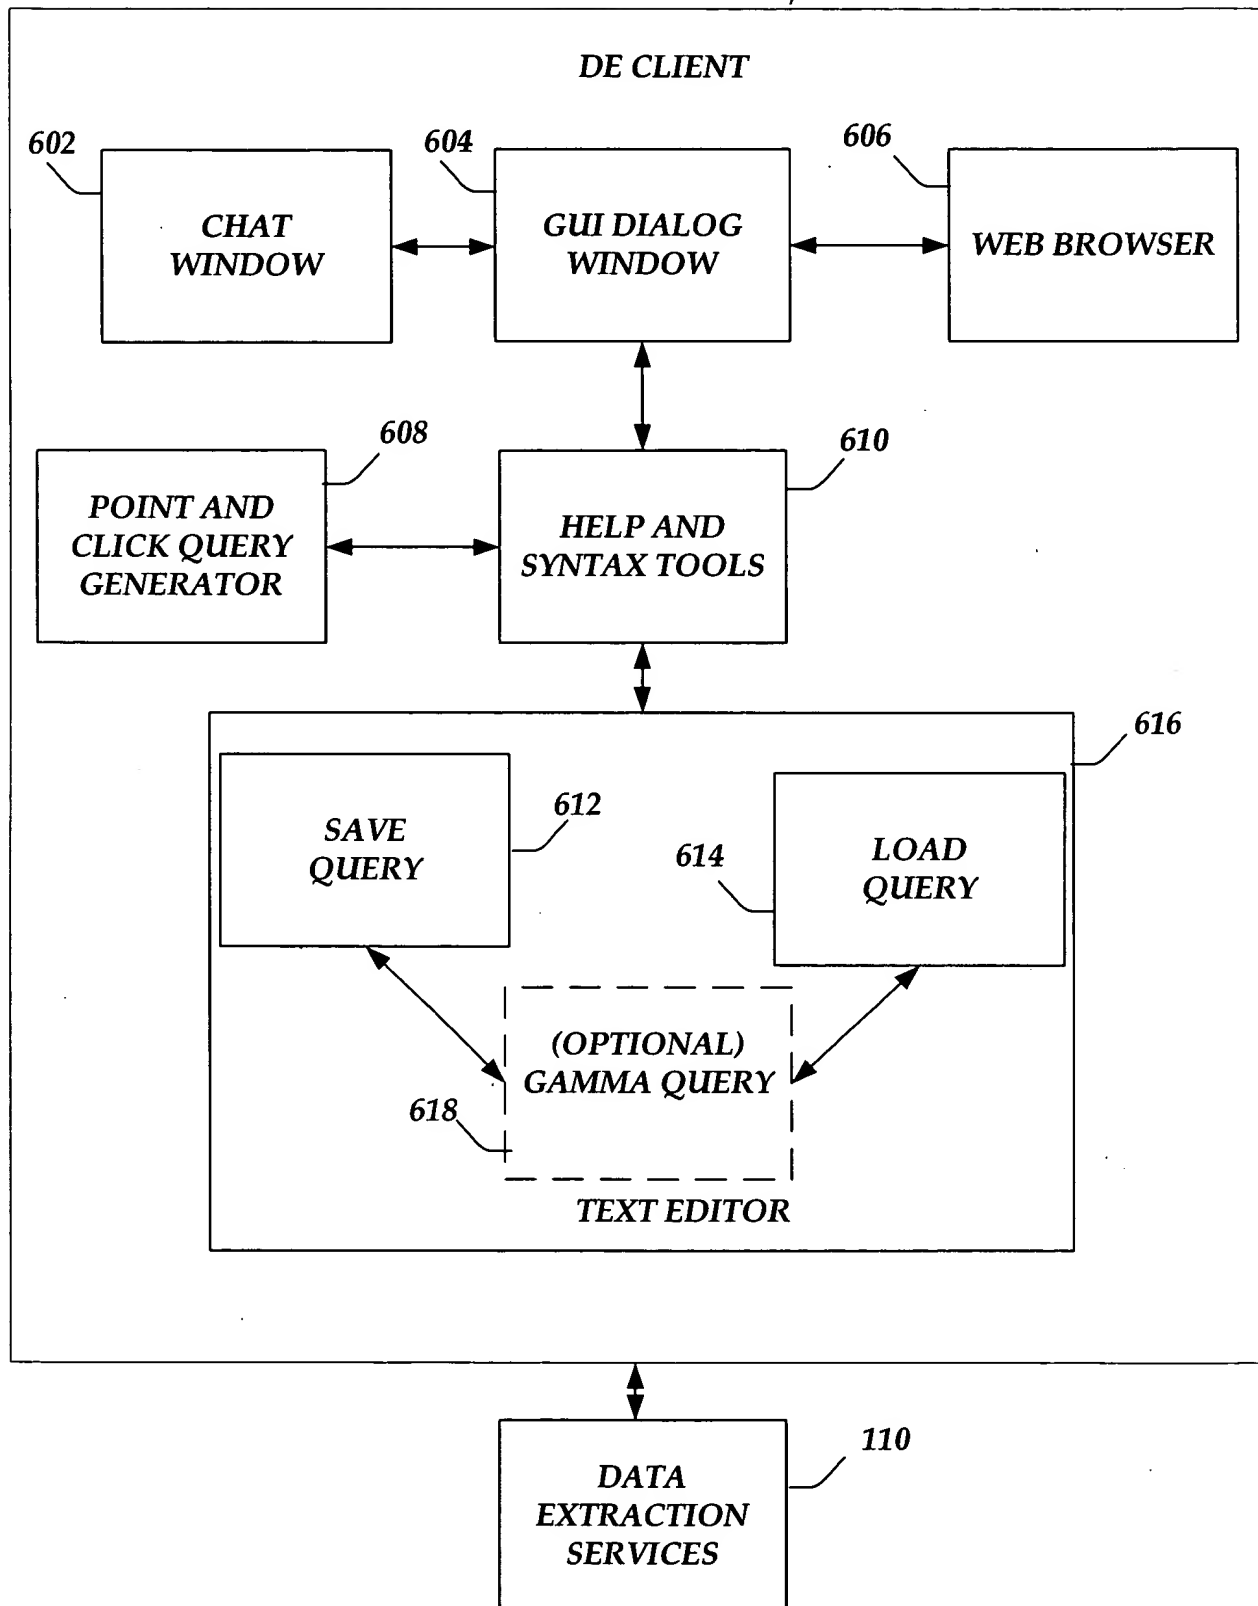 DE CLIENT
602
604
606
CHAT
WINDOW
GUI DIALOG
WINDOW
WEB BROWSER
608
610
POINT AND
CLICK QUERY
GENERATOR
HELP AND
SYNTAX TOOLS
616
SAVE
QUERY
612
614
LOAD
QUERY
(OPTIONAL)
GAMMA QUERY
618
TEXT EDITOR
110
DATA
EXTRACTION
SERVICES